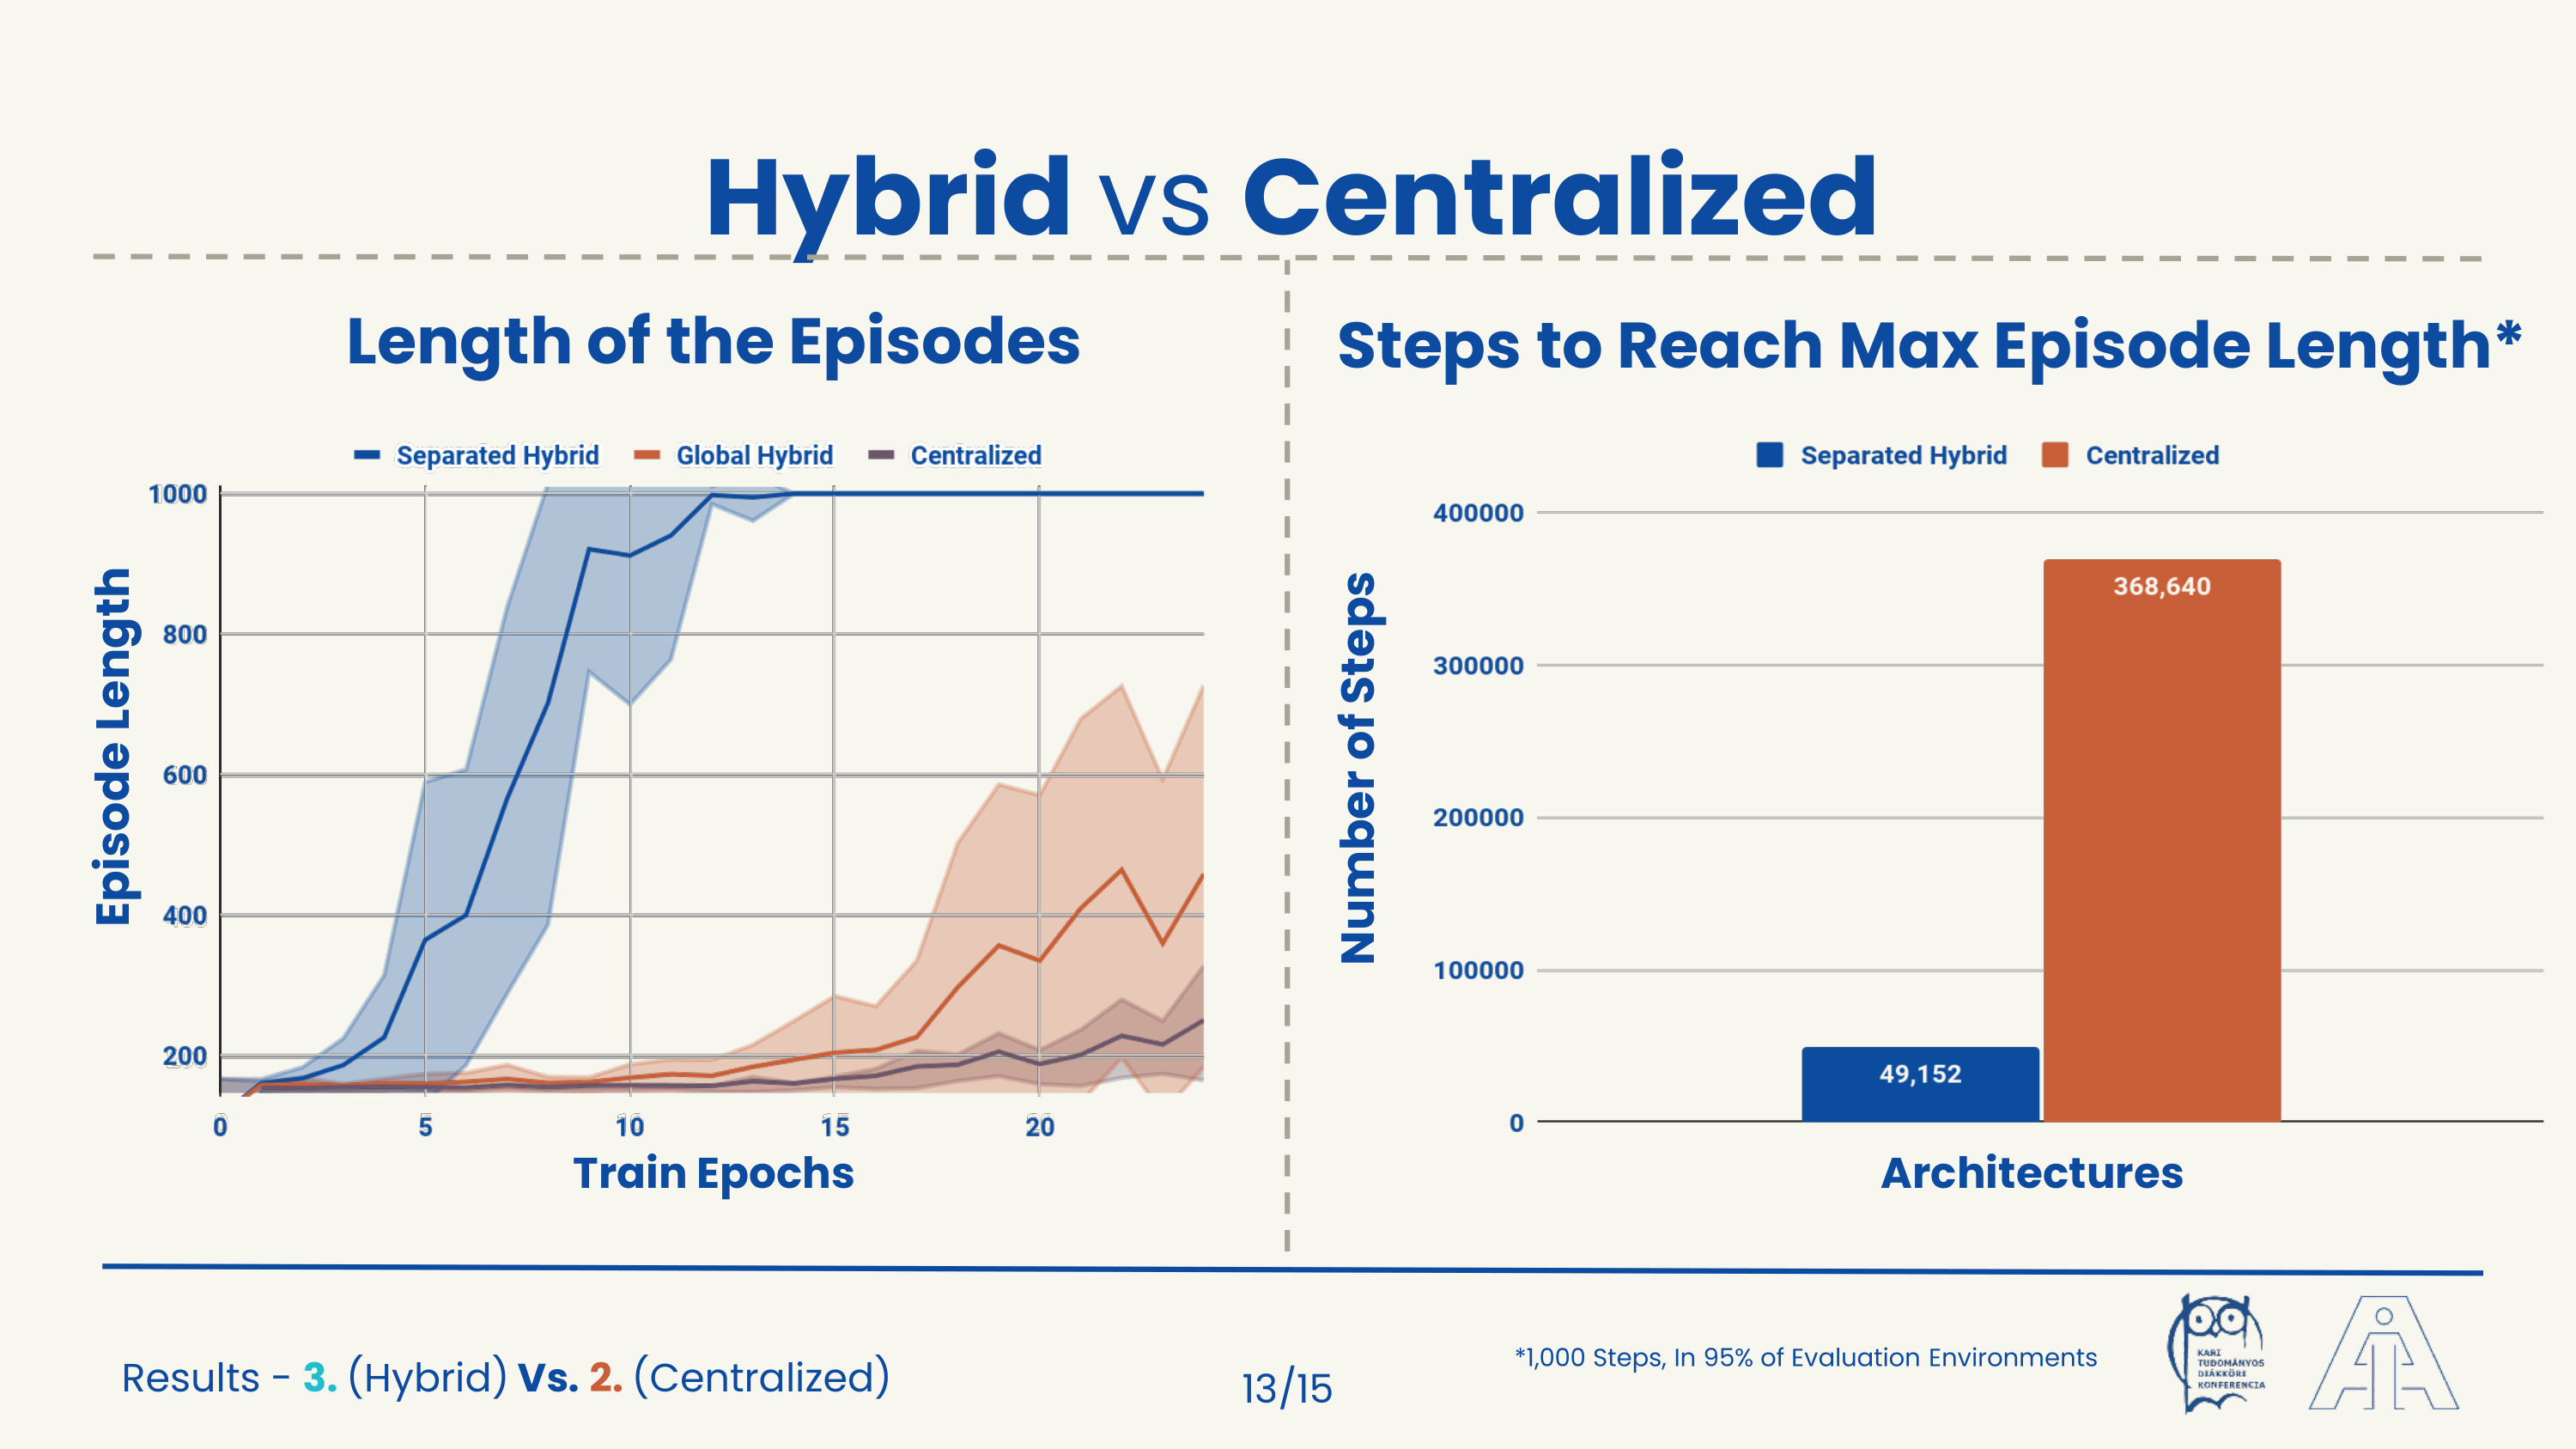 Hybrid vs Centralized
Length of the Episodes
Separated Hybrid Global Hybrid Centralized
Episode Length
1000
800
600
400
200
0 5 10 15 20
Train Epochs
Steps to Reach Max Episode Length*
Separated Hybrid Centralized
Number of Steps
400000
300000
200000
100000
0
368,640
49,152
Architectures
Results - 3. (Hybrid) Vs. 2. (Centralized)
13/15
*1,000 Steps, In 95% of Evaluation Environments
KARI
TUDOMÁNYOS
DIÁKKÖRI
KONFERENCIA